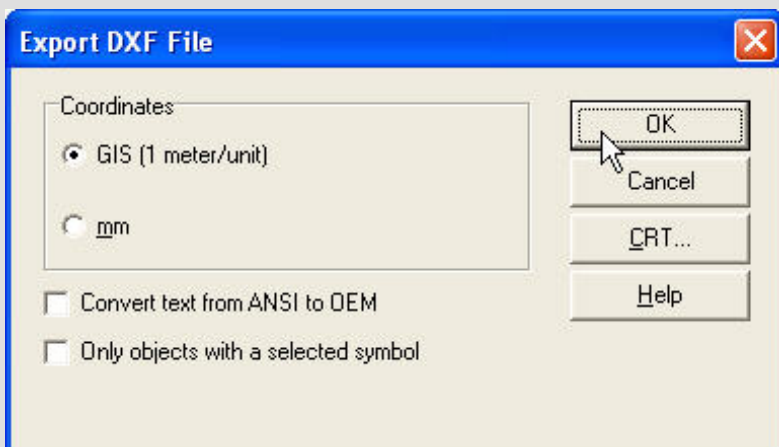 Export DXF File
Coordinates
GIS (1 meter/unit)
mm
Convert text from ANSI to OEM
Only objects with a selected symbol
OK
Cancel
CRT...
Help